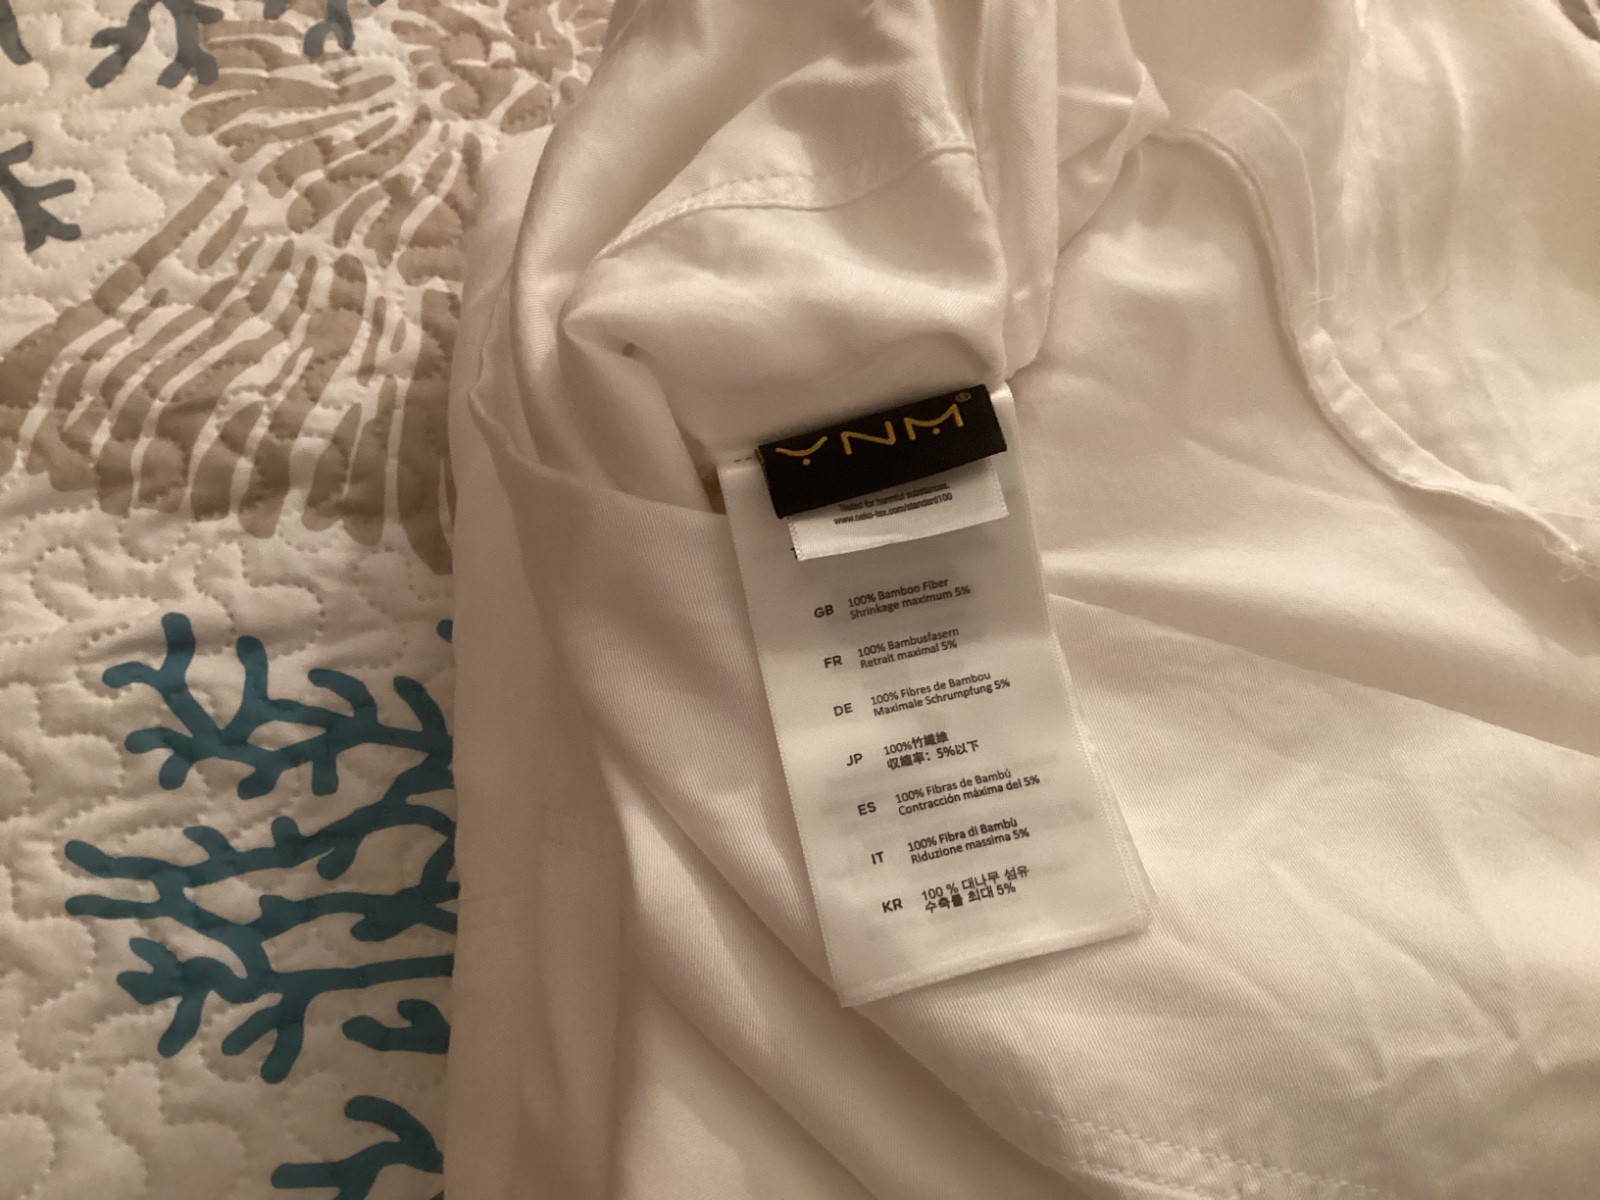 YNM®
Tested for harmful substances.
www.oeko-tex.com/standard100
GB 100% Bamboo Fiber
Shrinkage maximum 5%
FR 100% Bambusfasern
Retrait maximal 5%
DE 100% Fibres de Bambou
Maximale Schrumpfung 5%
JP 100%竹繊維
収縮率：5%以下
ES 100% Fibras de Bambú
Contracción máxima del 5%
IT 100% Fibra di Bambù
Riduzione massima 5%
KR 100 % 대나무 섬유
수축률 최대 5%